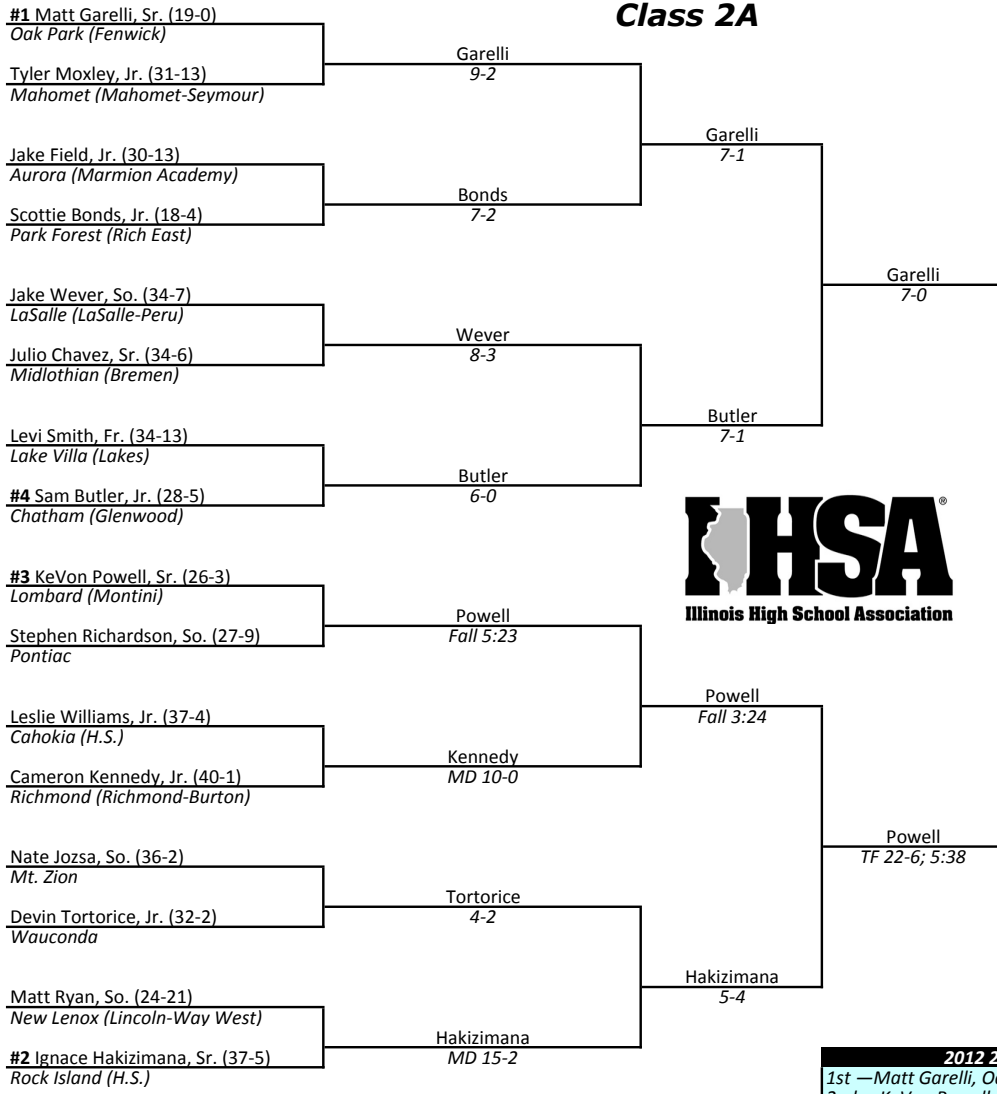 Class 2A
#1 Matt Garelli, Sr. (19-0)
Oak Park (Fenwick)
Tyler Moxley, Jr. (31-13)
Mahomet (Mahomet-Seymour)
Jake Field, Jr. (30-13)
Aurora (Marmion Academy)
Scottie Bonds, Jr. (18-4)
Park Forest (Rich East)
Jake Wever, So. (34-7)
LaSalle (LaSalle-Peru)
Julio Chavez, Sr. (34-6)
Midlothian (Bremen)
Levi Smith, Fr. (34-13)
Lake Villa (Lakes)
#4 Sam Butler, Jr. (28-5)
Chatham (Glenwood)
#3 KeVon Powell, Sr. (26-3)
Lombard (Montini)
Stephen Richardson, So. (27-9)
Pontiac
Leslie Williams, Jr. (37-4)
Cahokia (H.S.)
Cameron Kennedy, Jr. (40-1)
Richmond (Richmond-Burton)
Nate Jozsa, So. (36-2)
Mt. Zion
Devin Tortorice, Jr. (32-2)
Wauconda
Matt Ryan, So. (24-21)
New Lenox (Lincoln-Way West)
#2 Ignace Hakizimana, Sr. (37-5)
Rock Island (H.S.)
Garelli
9-2
Bonds
7-2
Wever
8-3
Butler
6-0
Powell
Fall 5:23
Kennedy
MD 10-0
Tortorice
4-2
Hakizimana
MD 15-2
Garelli
7-1
Butler
7-1
Powell
Fall 3:24
Hakizimana
5-4
Garelli
7-0
Powell
TF 22-6; 5:38
IHSA®
Illinois High School Association
2012 2
1st —Matt Garelli, Oa